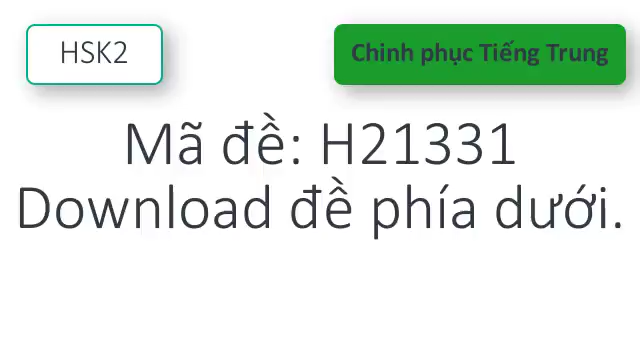 HSK2
Chinh phục Tiếng Trung
Mã đề: H21331
Download đề phía dưới.